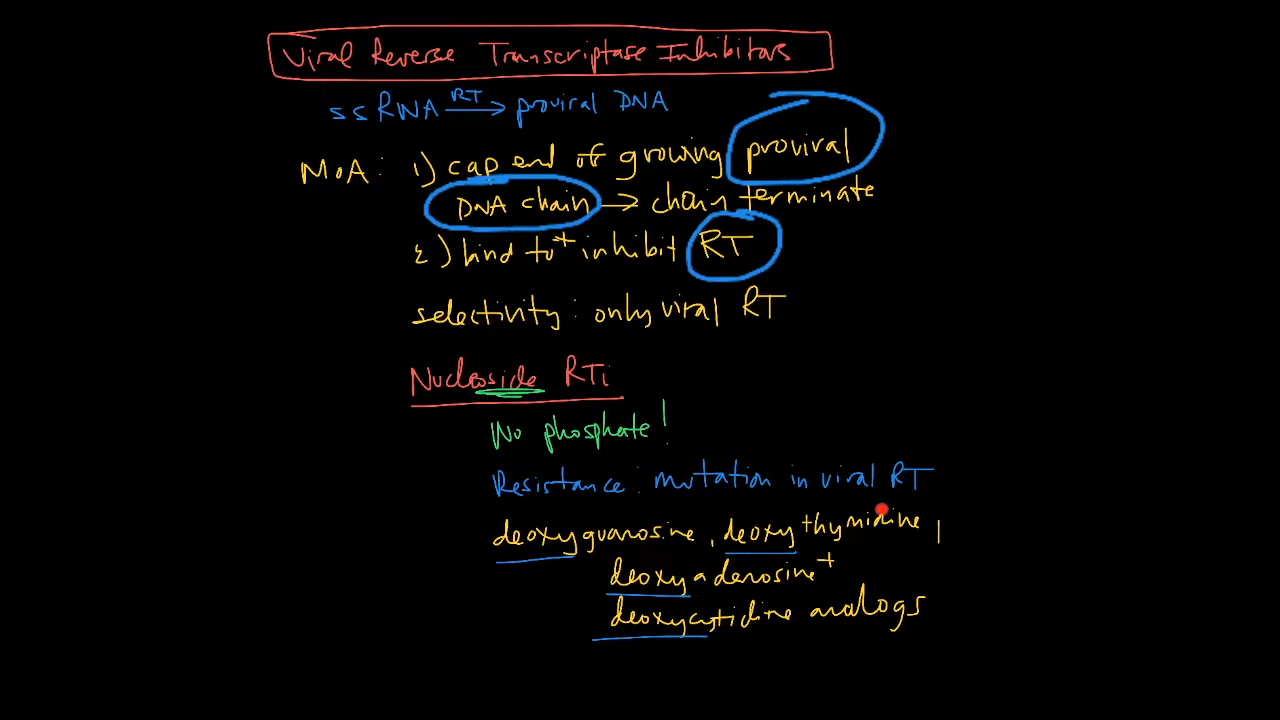 Viral Reverse Transcriptase Inhibitors
ssRNA RT → proviral DNA
MoA: 1) cap end of growing proviral
DNA chain → chain terminate
2) bind to + inhibit RT
selectivity: only viral RT
Nucleoside RTi
No phosphate!
Resistance: mutation in viral RT
deoxyguanosine, deoxythymidine,
deoxyadenosine +
deoxycytidine analogs